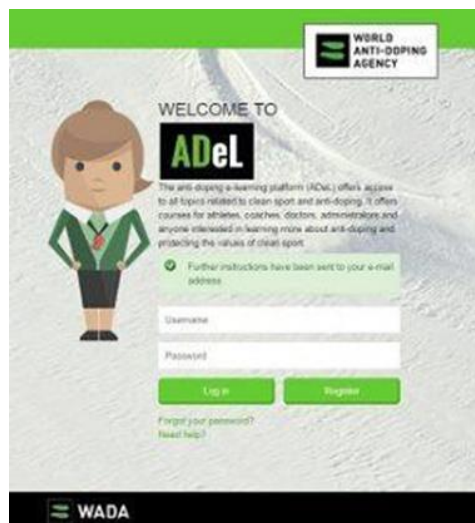 WORLD
ANTI-DOPING
AGENCY
WELCOME TO
ADeL
The anti-doping e-learning platform (ADeL) offers access
to all topics related to clean sport and anti-doping. It offers
courses for athletes, coaches, doctors, administrators and
anyone interested in learning more about anti-doping and
protecting the values of clean sport.
Further instructions have been sent to your e-mail
address
Username
Password
Log in
Register
Forgot your password?
Need help?
WADA